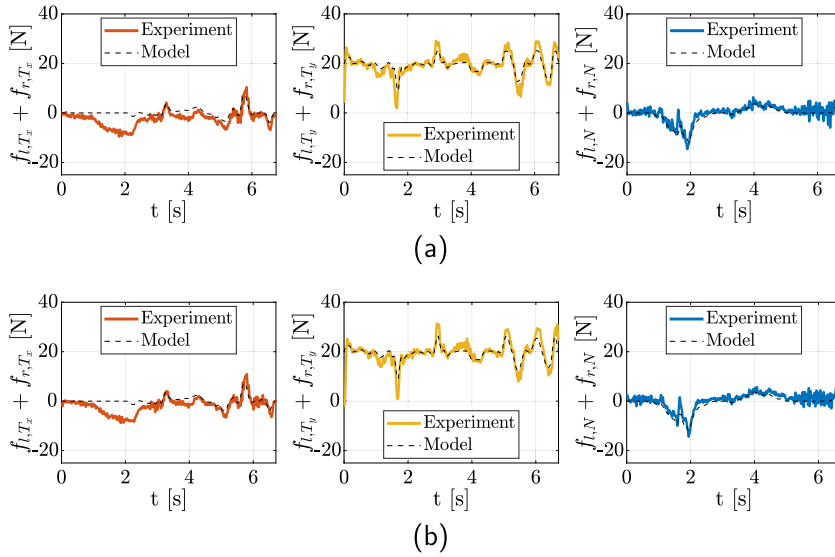 f_{l,T_x} + f_{r,T_x} [N]
40
20
0
-20
Experiment
Model
0 2 4 6
t [s]
f_{l,T_y} + f_{r,T_y} [N]
40
20
0
-20
Experiment
Model
0 2 4 6
t [s]
f_{l,N} + f_{r,N} [N]
40
20
0
-20
Experiment
Model
0 2 4 6
t [s]
(a)
f_{l,T_x} + f_{r,T_x} [N]
40
20
0
-20
Experiment
Model
0 2 4 6
t [s]
f_{l,T_y} + f_{r,T_y} [N]
40
20
0
-20
Experiment
Model
0 2 4 6
t [s]
f_{l,N} + f_{r,N} [N]
40
20
0
-20
Experiment
Model
0 2 4 6
t [s]
(b)